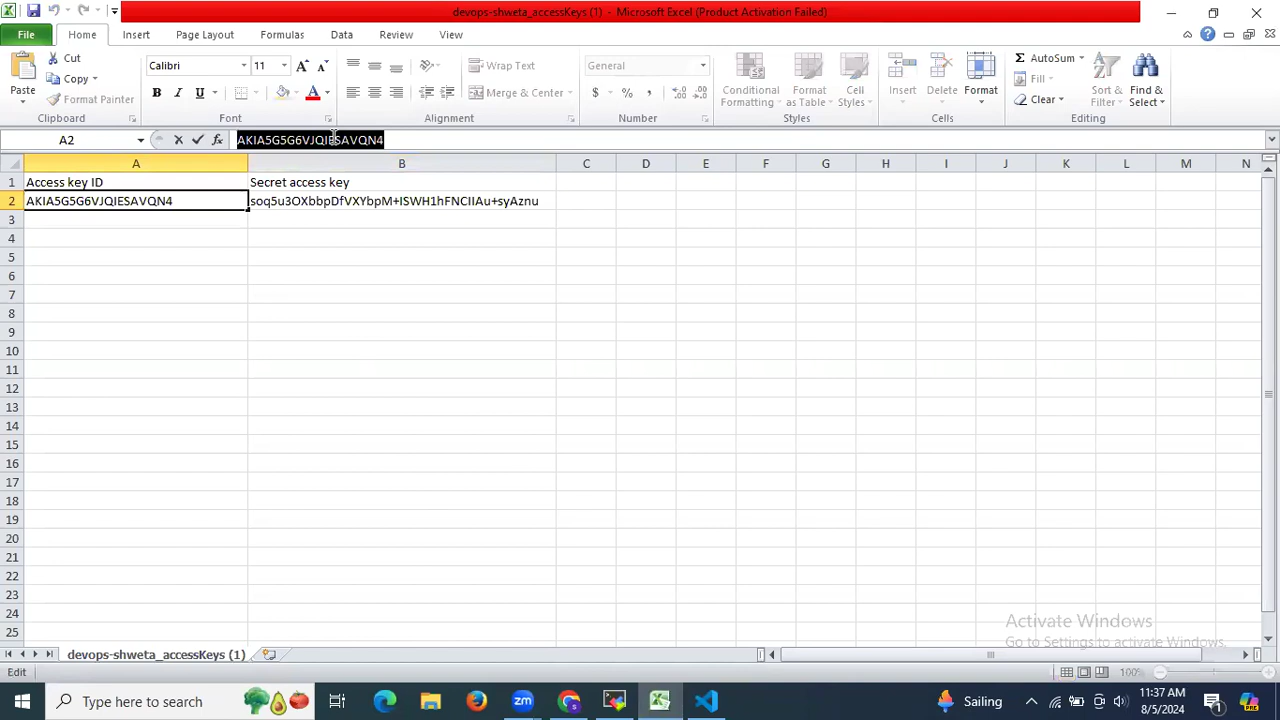 devops-shweta_accessKeys (1) - Microsoft Excel (Product Activation Failed)
File Home Insert Page Layout Formulas Data Review View
Paste
Cut
Copy
Format Painter
Clipboard
Calibri 11
B I U
Font
Wrap Text
Merge & Center
Alignment
General
$ % ,
Number
Conditional Formatting
Format as Table
Cell Styles
Styles
Insert Delete Format
Cells
AutoSum
Fill
Clear
Sort & Filter
Find & Select
Editing
A2 fx AKIA5G5G6VJQIESAVQN4
A B C D E F G H I J K L M N
1 Access key ID Secret access key
2 AKIA5G5G6VJQIESAVQN4
3
4
5
6
7
8
9
10
11
12
13
14
15
16
17
18
19
20
21
22
23
24
25
Activate Windows
Go to Settings to activate Windows.
devops-shweta_accessKeys (1)
Edit 100%
Type here to search
zm
Sailing
11:37 AM
8/5/2024